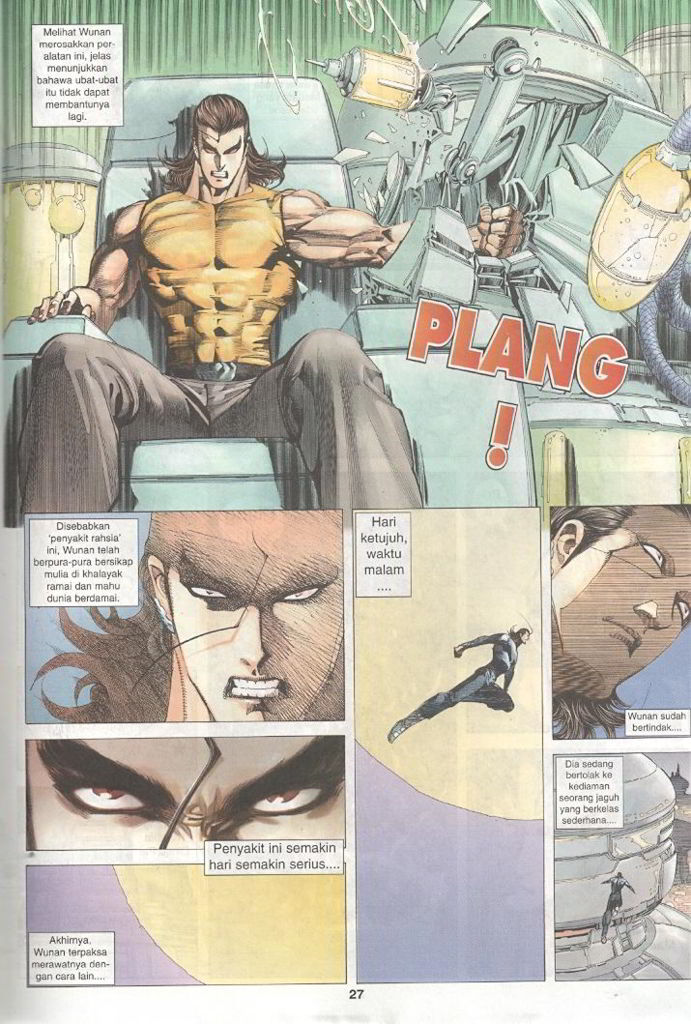 Melihat Wunan
merosakkan per-
alatan ini, jelas
menunjukkan
bahawa ubat-ubat
itu tidak dapat
membantunya
lagi.
PLANG
!
Disebabkan
'penyakit rahsia'
ini, Wunan telah
berpura-pura bersikap
mulia di khalayak
ramai dan mahu
dunia berdamai.
Penyakit ini semakin
hari semakin serius....
Akhirnya.
Wunan terpaksa
merawatnya den-
gan cara lain....
Hari
ketujuh,
waktu
malam
....
Wunan sudah
bertindak....
Dia sedang
bertolak ke
kediaman
seorang jaguh
yang berkelas
sederhana....
27